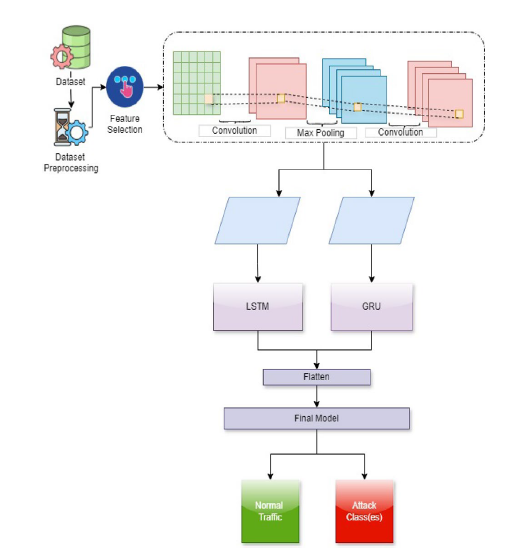 Dataset
Dataset
Preprocessing
Feature
Selection
Convolution
Max Pooling
Convolution
LSTM
GRU
Flatten
Final Model
Normal
Traffic
Attack
Class(es)